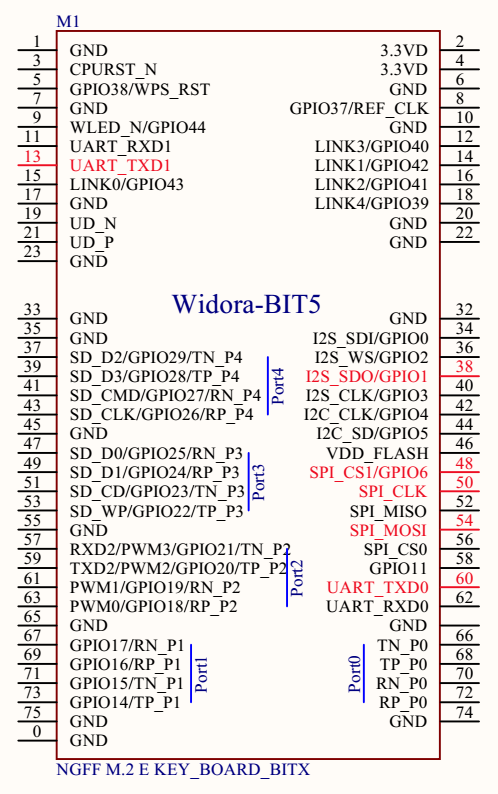 M1
1 GND 3.3VD 2
3 CPURST_N 3.3VD 4
5 GPIO38/WPS_RST GND 6
7 GND GPIO37/REF_CLK 8
9 WLED_N/GPIO44 GND 10
11 UART_RXD1 LINK3/GPIO40 12
13 UART_TXD1 LINK1/GPIO42 14
15 LINK0/GPIO43 LINK2/GPIO41 16
17 GND LINK4/GPIO39 18
19 UD_N GND 20
21 UD_P GND 22
23 GND
Widora-BIT5
33 GND GND 32
35 GND I2S_SDI/GPIO0 34
37 SD_D2/GPIO29/TN_P4 I2S_WS/GPIO2 36
39 SD_D3/GPIO28/TP_P4 I2S_SDO/GPIO1 38
41 SD_CMD/GPIO27/RN_P4 I2S_CLK/GPIO3 40
43 SD_CLK/GPIO26/RP_P4 I2C_CLK/GPIO4 42
Port4
45 GND I2C_SD/GPIO5 44
47 SD_D0/GPIO25/RN_P3 VDD_FLASH 46
49 SD_D1/GPIO24/RP_P3 SPI_CS1/GPIO6 48
51 SD_CD/GPIO23/TN_P3 SPI_CLK 50
53 SD_WP/GPIO22/TP_P3 SPI_MISO 52
Port3
55 GND SPI_MOSI 54
57 RXD2/PWM3/GPIO21/TN_P2 SPI_CS0 56
59 TXD2/PWM2/GPIO20/TP_P2 GPIO11 58
61 PWM1/GPIO19/RN_P2 UART_TXD0 60
63 PWM0/GPIO18/RP_P2 UART_RXD0 62
Port2
65 GND GND
67 GPIO17/RN_P1 TN_P0 66
69 GPIO16/RP_P1 TP_P0 68
71 GPIO15/TN_P1 RN_P0 70
73 GPIO14/TP_P1 RP_P0 72
Port1 Port0
75 GND GND 74
0 GND
NGFF M.2 E KEY_BOARD_BITX